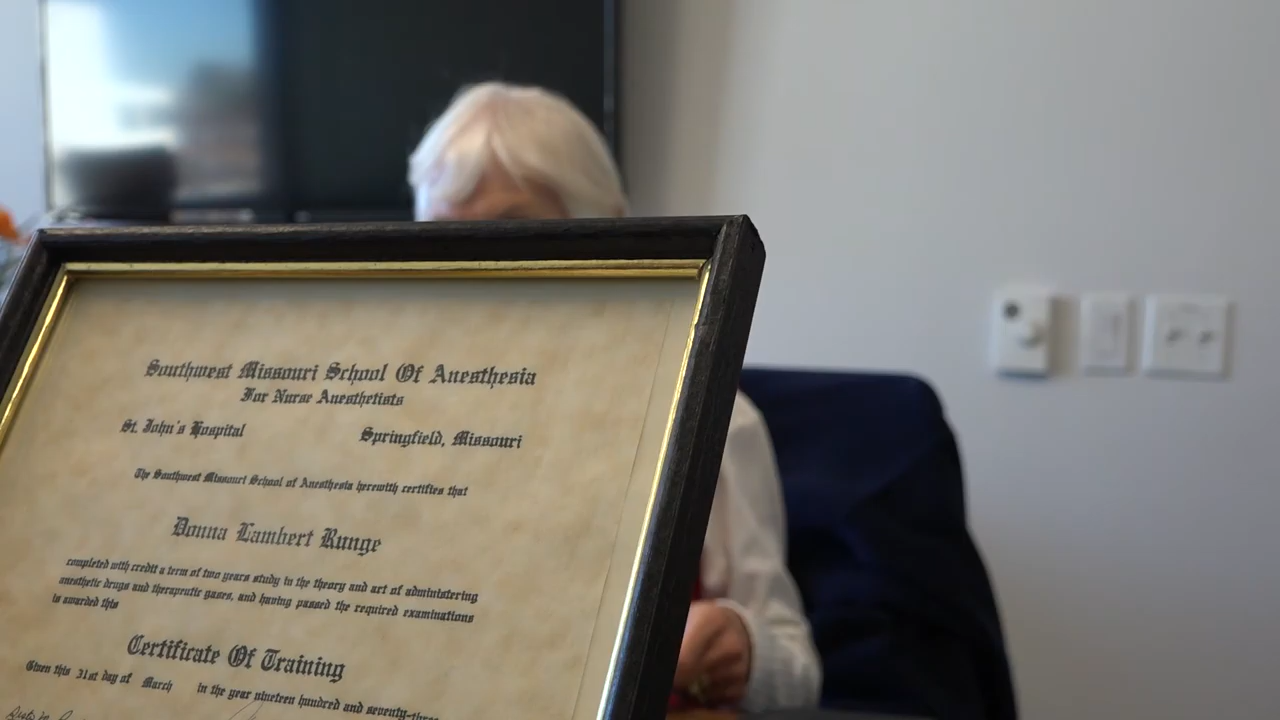 Southwest Missouri School Of Anesthesia
For Nurse Anesthetists
St. John's Hospital Springfield, Missouri
The Southwest Missouri School of Anesthesia herewith certifies that
Donna Lambert Runge
completed with credit a term of two years study in the theory and art of administering
anesthetic drugs and therapeutic gases, and having passed the required examinations
is awarded this
Certificate Of Training
Given this 31st day of March in the year nineteen hundred and seventy-three